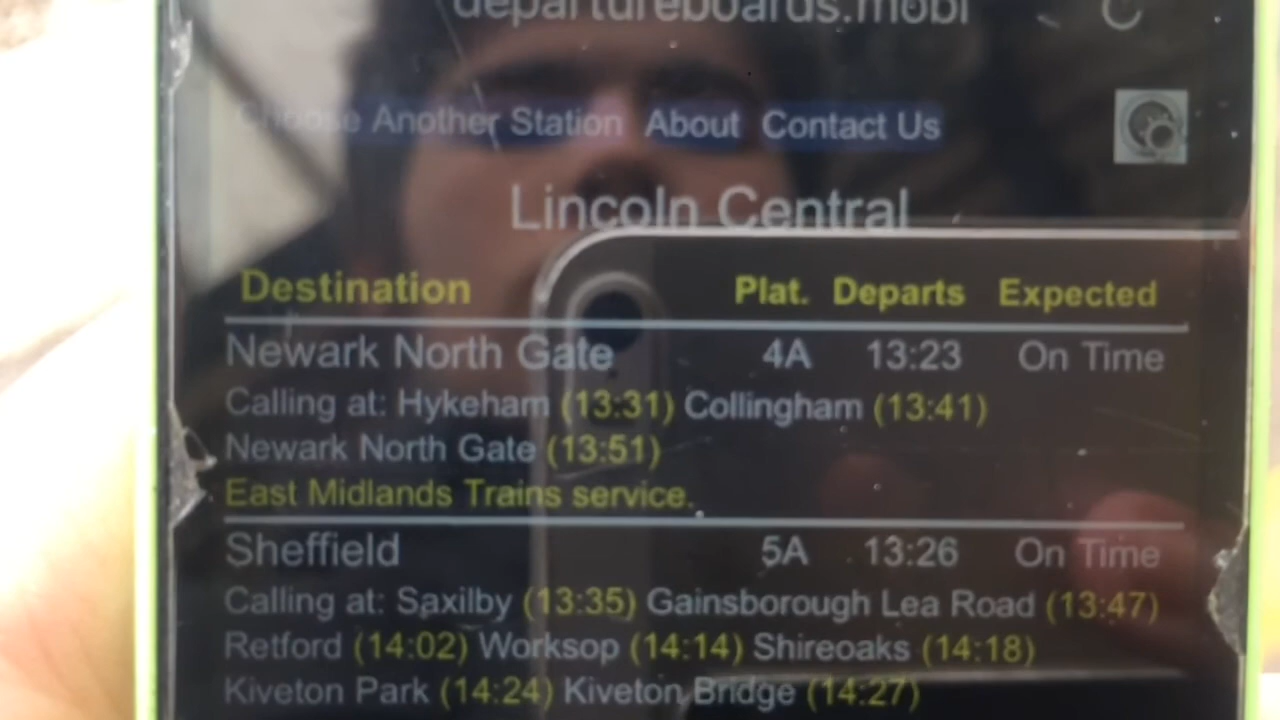 departureboards.mobi
Choose Another Station About Contact Us
Lincoln Central
Destination Plat. Departs Expected
Newark North Gate 4A 13:23 On Time
Calling at: Hykeham (13:31) Collingham (13:41)
Newark North Gate (13:51)
East Midlands Trains service.
Sheffield 5A 13:26 On Time
Calling at: Saxilby (13:35) Gainsborough Lea Road (13:47)
Retford (14:02) Worksop (14:14) Shireoaks (14:18)
Kiveton Park (14:24) Kiveton Bridge (14:27)